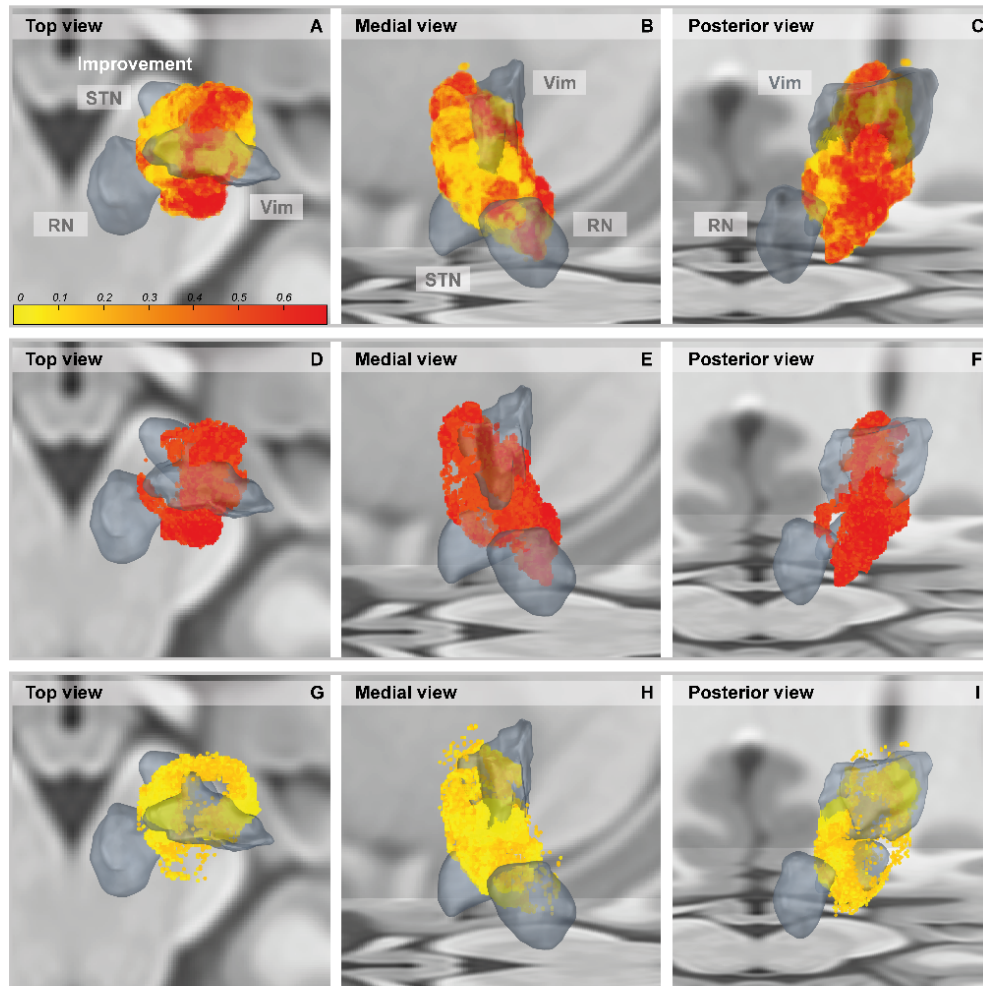 Top view A
Medial view B
Posterior view C
Improvement
STN
RN
Vim
0 0.1 0.2 0.3 0.4 0.5 0.6
Vim
RN
STN
Vim
RN
Top view D
Medial view E
Posterior view F
Top view G
Medial view H
Posterior view I